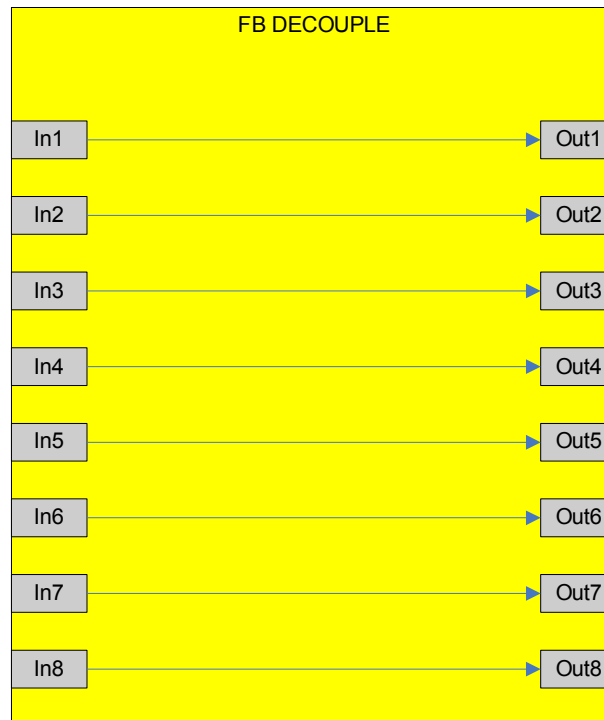 FB DECOUPLE
In1 Out1
In2 Out2
In3 Out3
In4 Out4
In5 Out5
In6 Out6
In7 Out7
In8 Out8